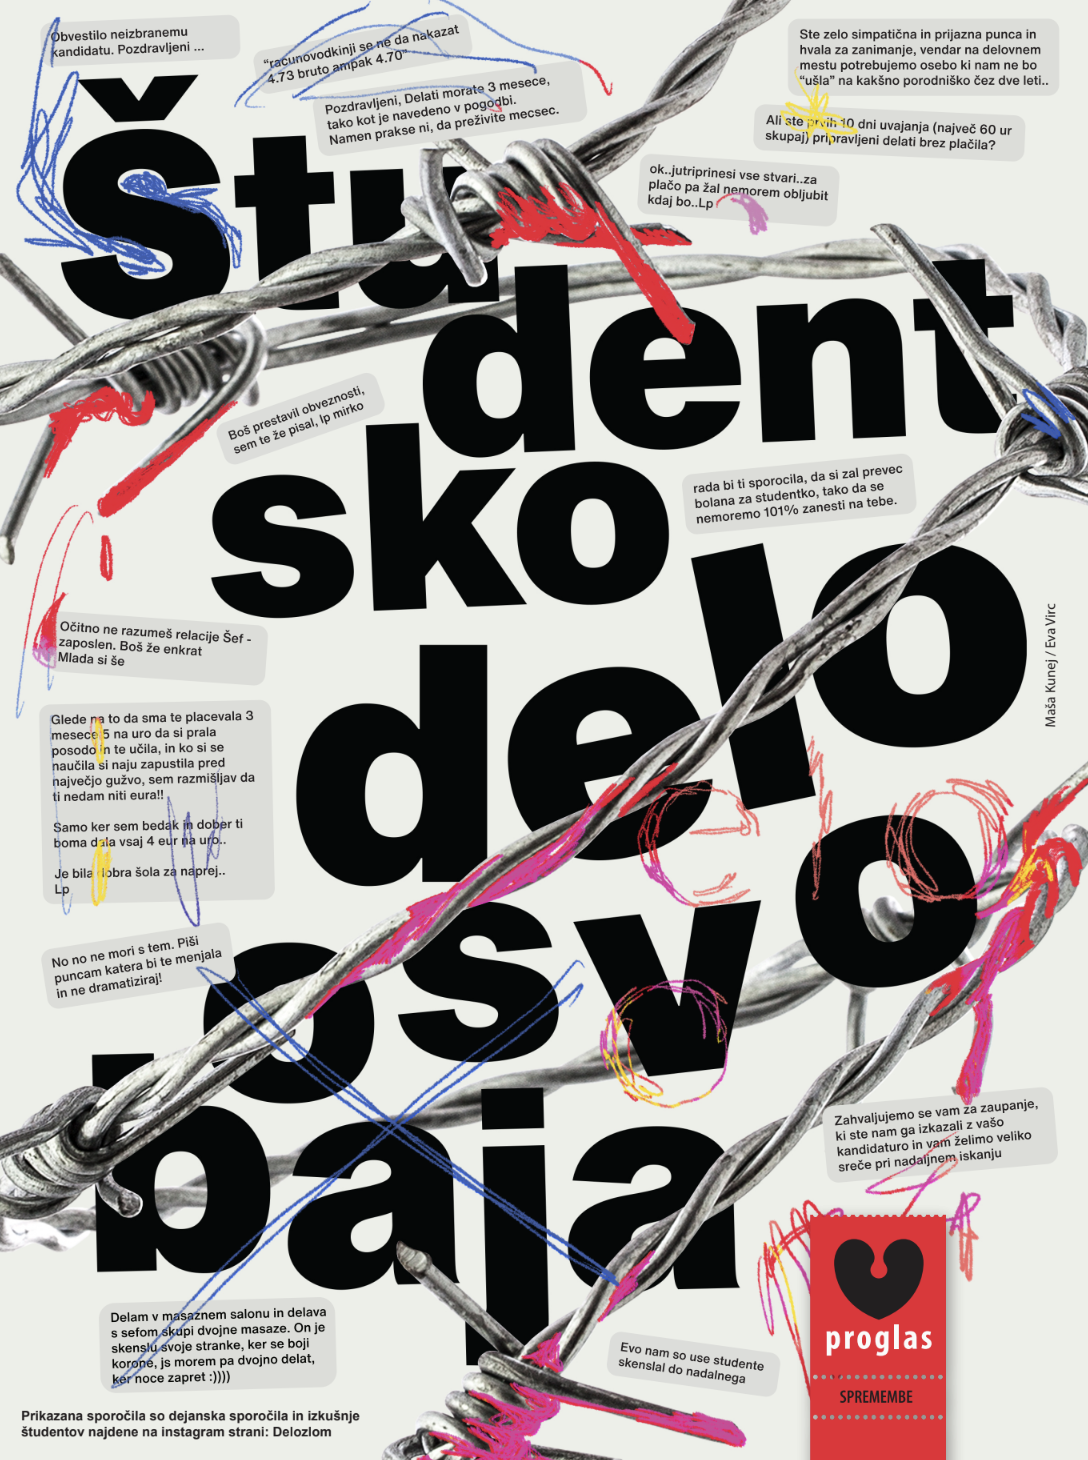 Obvestilo neizbranemu
kandidatu. Pozdravljeni ...
“računovodkinji se ne da nakazat
4.73 bruto ampak 4.70”
Pozdravljeni, Delati morate 3 mesece,
tako kot je navedeno v pogodbi.
Namen prakse ni, da preživite mecsec.
Ste zelo simpatična in prijazna punca in
hvala za zanimanje, vendar na delovnem
mestu potrebujemo osebo ki nam ne bo
“ušla” na kakšno porodniško čez dve leti..
Ali ste prvih 10 dni uvajanja (največ 60 ur
skupaj) pripravljeni delati brez plačila?
ok..jutriprinesi vse stvari..za
plačo pa žal nemorem obljubit
kdaj bo..Lp
Štu
dent
sko
delo
osvo
baja
Boš prestavil obveznosti,
sem te že pisal, lp mirko
rada bi ti sporocila, da si zal prevec
bolana za studentko, tako da se
nemoremo 101% zanesti na tebe.
Očitno ne razumeš relacije Šef -
zaposlen. Boš že enkrat
Mlada si še
Maša Kunej / Eva Virc
Glede na to da sma te placevala 3
mesece 5 na uro da si prala
posodo in te učila, in ko si se
naučila si naju zapustila pred
največjo gužvo, sem razmišljav da
ti nedam niti eura!!
Samo ker sem bedak in dober ti
boma dala vsaj 4 eur na uro..
Je bila dobra šola za naprej..
Lp
No no ne mori s tem. Piši
puncam katera bi te menjala
in ne dramatiziraj!
Zahvaljujemo se vam za zaupanje,
ki ste nam ga izkazali z vašo
kandidaturo in vam želimo veliko
sreče pri nadaljnem iskanju
Delam v masaznem salonu in delava
s sefom skupi dvojne masaze. On je
skenslu svoje stranke, ker se boji
korone, js morem pa dvojno delat,
ker noce zapret :))))
Evo nam so use studente
skenslal do nadalnega
proglas
SPREMEMBE
Prikazana sporočila so dejanska sporočila in izkušnje
študentov najdene na instagram strani: Delozlom